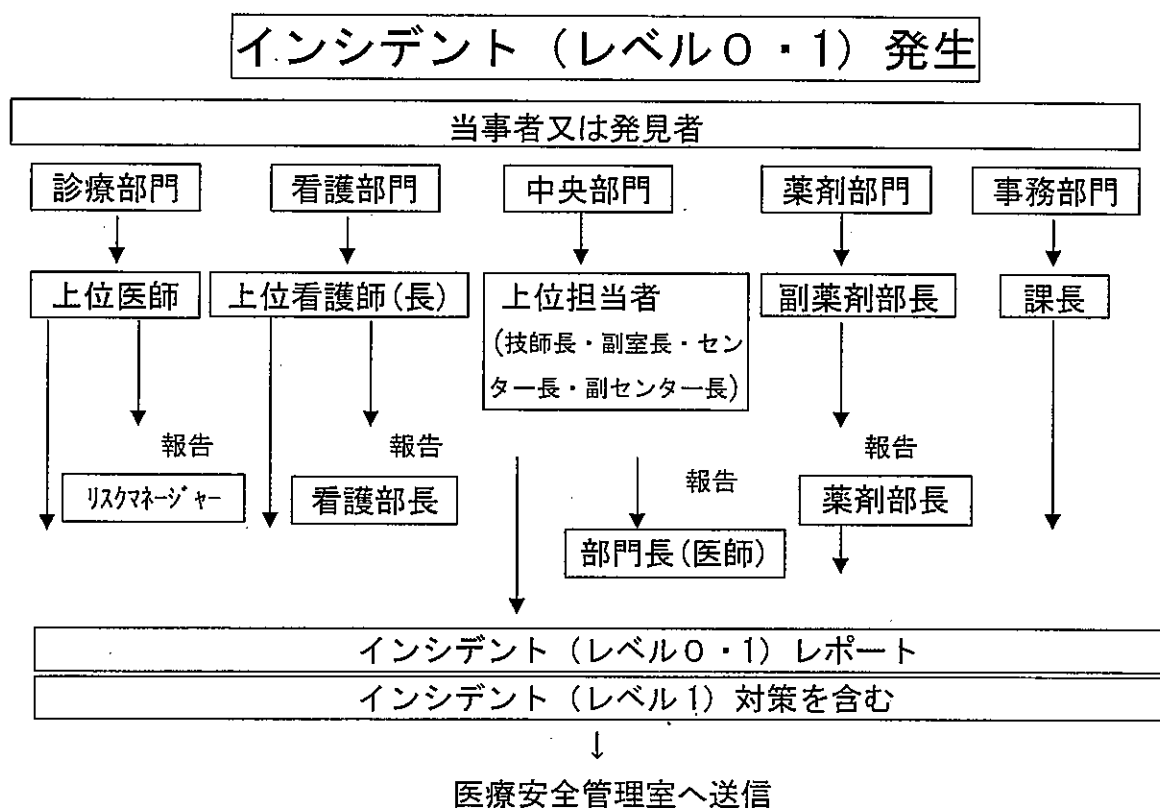 インシデント（レベル０・1）発生
当事者又は発見者
診療部門
看護部門
中央部門
薬剤部門
事務部門
上位医師
上位看護師(長)
上位担当者
(技師長・副室長・セン
ター長・副センター長)
副薬剤部長
課長
報告
報告
報告
報告
リスクマネージャー
看護部長
部門長(医師)
薬剤部長
インシデント（レベル０・1）レポート
インシデント（レベル1）対策を含む
↓
医療安全管理室へ送信